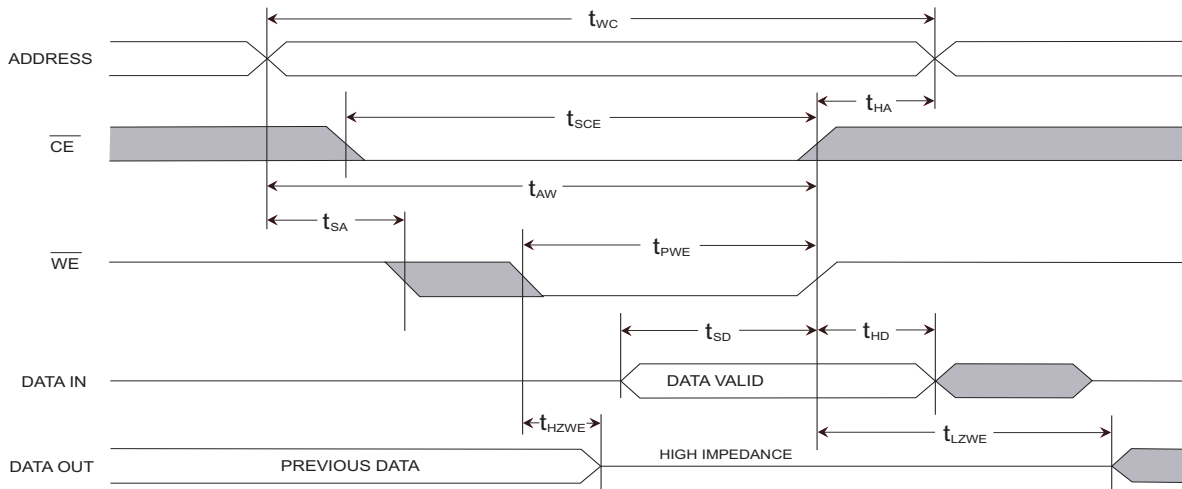 tWC
ADDRESS
tHA
tSCE
CE
tAW
tSA
tPWE
WE
tSD
tHD
DATA IN
DATA VALID
tHZWE
tLZWE
DATA OUT
PREVIOUS DATA
HIGH IMPEDANCE